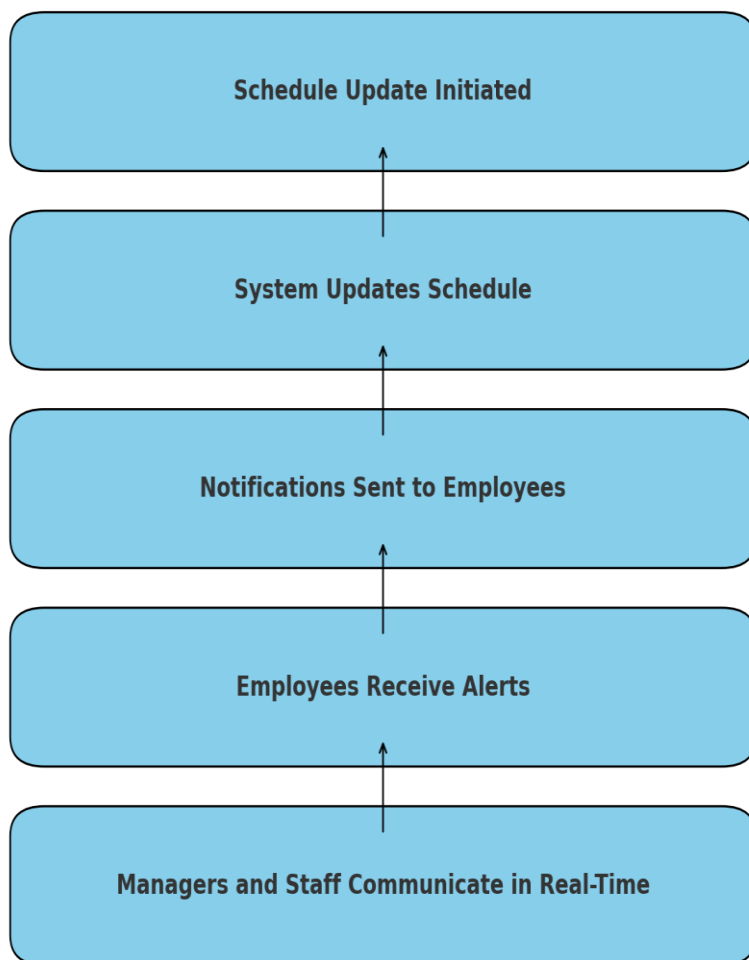 Schedule Update Initiated
System Updates Schedule
Notifications Sent to Employees
Employees Receive Alerts
Managers and Staff Communicate in Real-Time